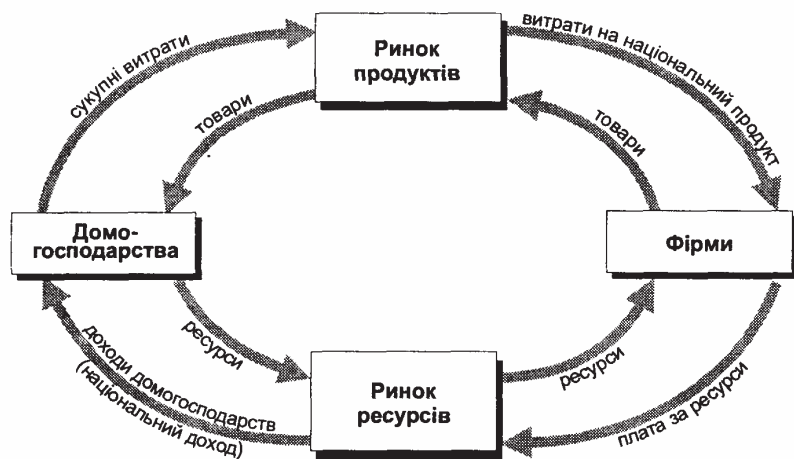 Ринок
продуктів
сукупні витрати
витрати на національний продукт
товари
товари
Домо-
господарства
Фірми
ресурси
ресурси
доходи домогосподарств
(національний доход)
Ринок
ресурсів
плата за ресурси